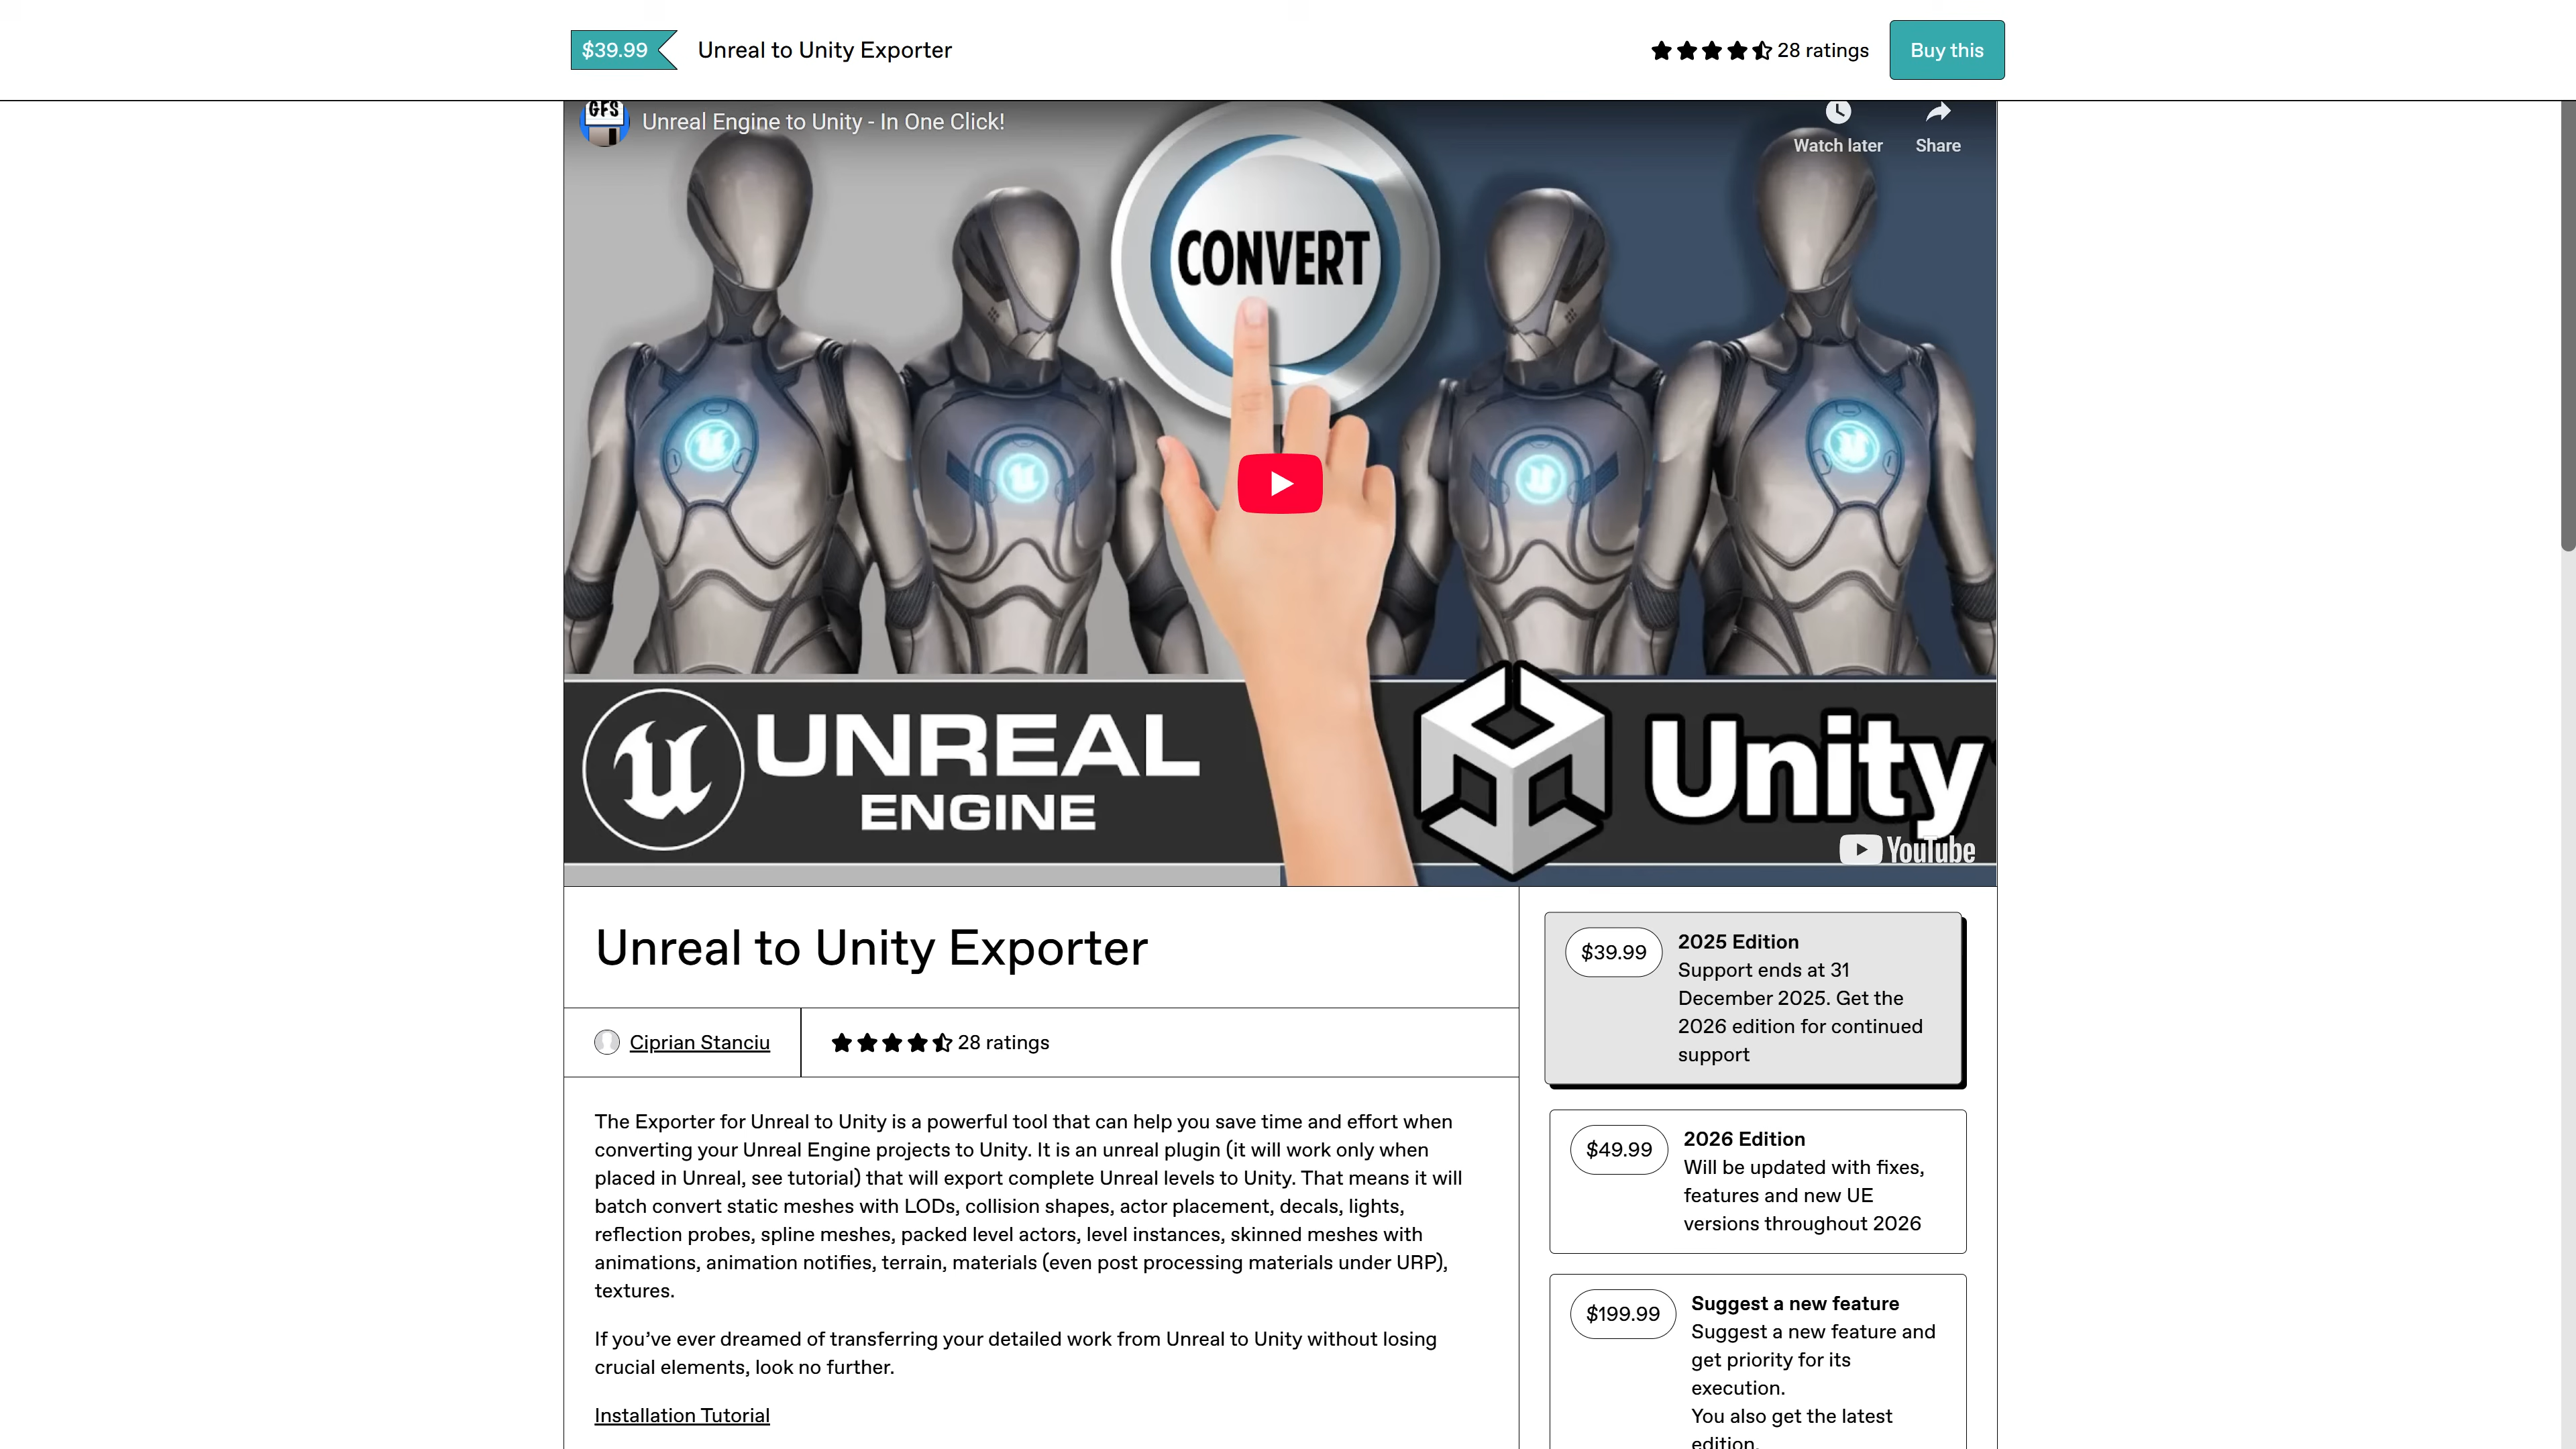 $39.99
Unreal to Unity Exporter
28 ratings
Buy this
GFS
Unreal Engine to Unity - In One Click!
Watch later
Share
CONVERT
UNREAL
ENGINE
Unity
YouTube
Unreal to Unity Exporter
Ciprian Stanciu
28 ratings
The Exporter for Unreal to Unity is a powerful tool that can help you save time and effort when
converting your Unreal Engine projects to Unity. It is an unreal plugin (it will work only when
placed in Unreal, see tutorial) that will export complete Unreal levels to Unity. That means it will
batch convert static meshes with LODs, collision shapes, actor placement, decals, lights,
reflection probes, spline meshes, packed level actors, level instances, skinned meshes with
animations, animation notifies, terrain, materials (even post processing materials under URP),
textures.
If you’ve ever dreamed of transferring your detailed work from Unreal to Unity without losing
crucial elements, look no further.
Installation Tutorial
$39.99
2025 Edition
Support ends at 31
December 2025. Get the
2026 edition for continued
support
$49.99
2026 Edition
Will be updated with fixes,
features and new UE
versions throughout 2026
$199.99
Suggest a new feature
Suggest a new feature and
get priority for its
execution.
You also get the latest
edition.